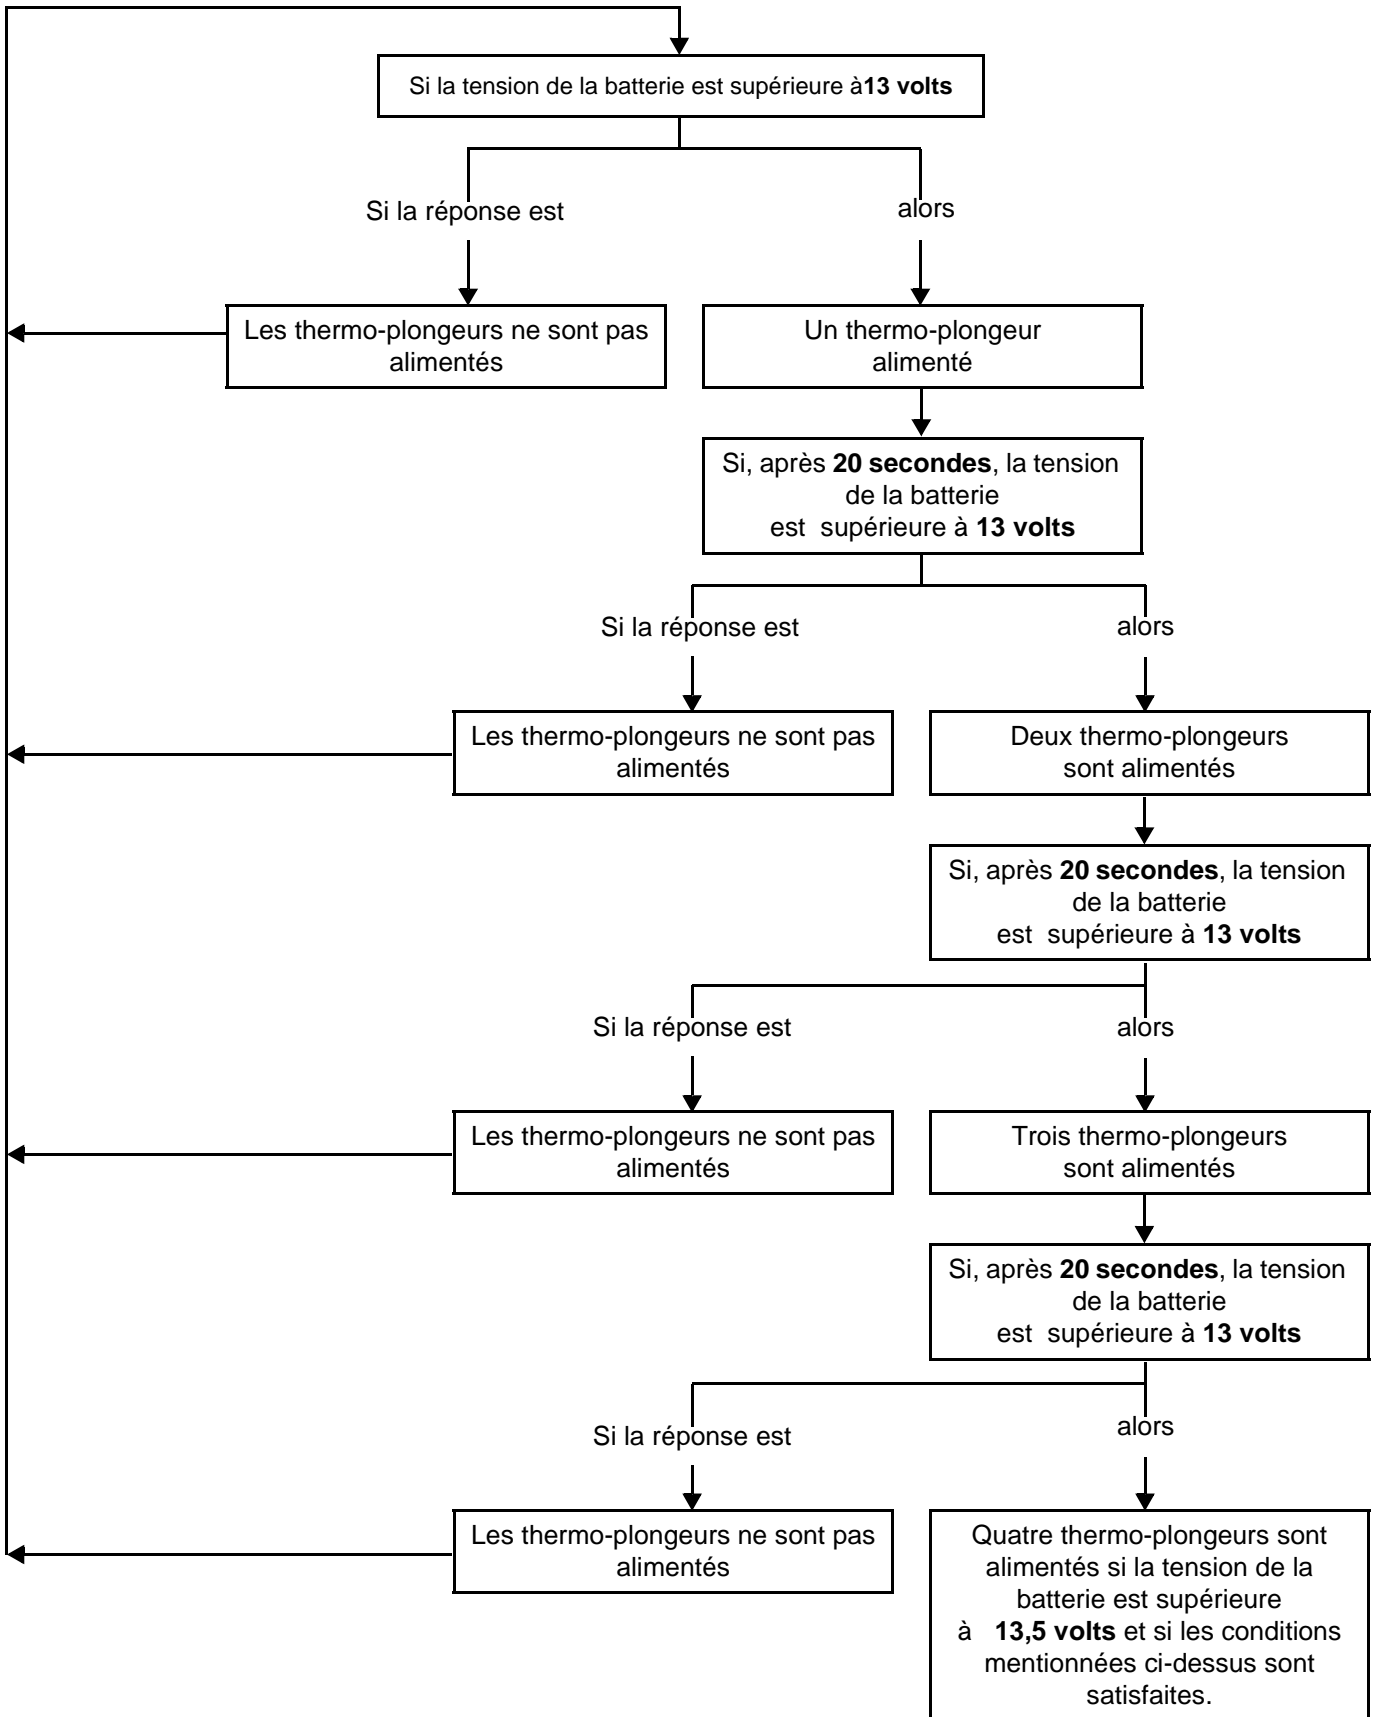 Si la tension de la batterie est supérieure à13 volts
Si la réponse est
alors
Les thermo-plongeurs ne sont pas
alimentés
Un thermo-plongeur
alimenté
Si, après 20 secondes, la tension
de la batterie
est supérieure à 13 volts
Si la réponse est
alors
Les thermo-plongeurs ne sont pas
alimentés
Deux thermo-plongeurs
sont alimentés
Si, après 20 secondes, la tension
de la batterie
est supérieure à 13 volts
Si la réponse est
alors
Les thermo-plongeurs ne sont pas
alimentés
Trois thermo-plongeurs
sont alimentés
Si, après 20 secondes, la tension
de la batterie
est supérieure à 13 volts
Si la réponse est
alors
Les thermo-plongeurs ne sont pas
alimentés
Quatre thermo-plongeurs sont
alimentés si la tension de la
batterie est supérieure
à 13,5 volts et si les conditions
mentionnées ci-dessus sont
satisfaites.